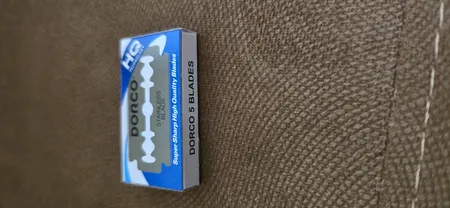 HQ
DORCO
STAINLESS
BLADE
Super Sharp High Quality Blades
DORCO 5 BLADES